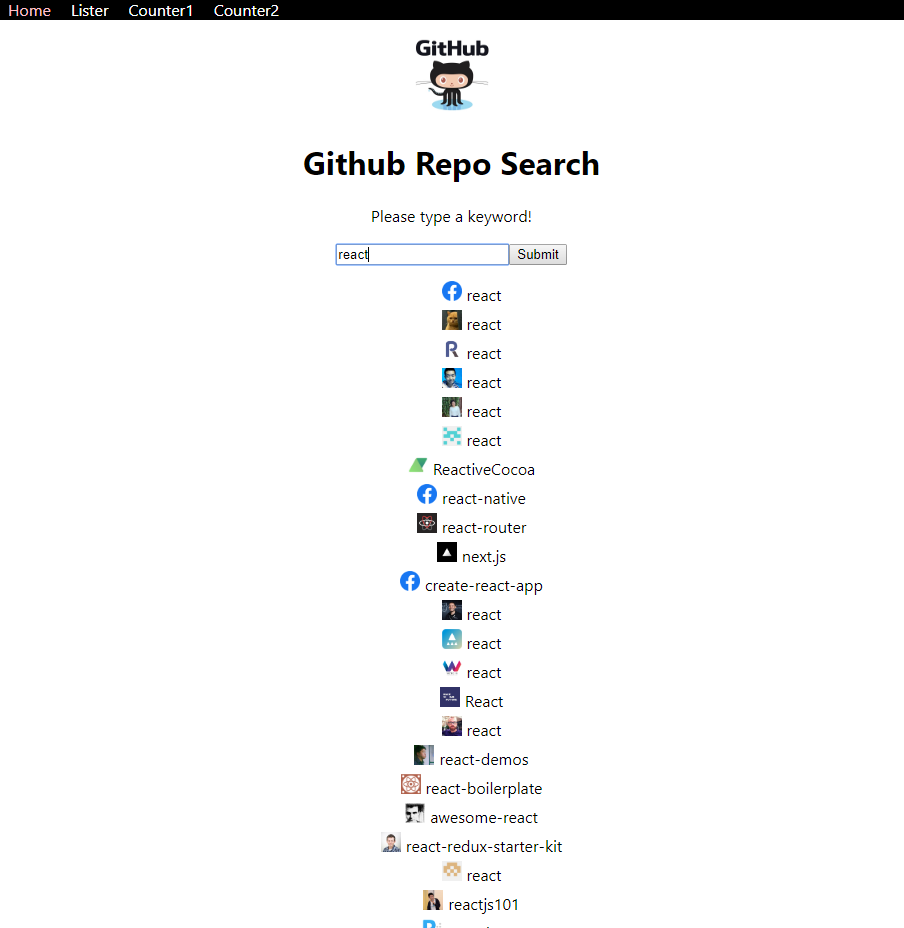 Home Lister Counter1 Counter2
GitHub
Github Repo Search
Please type a keyword!
react Submit
react
react
R react
react
react
react
ReactiveCocoa
react-native
react-router
next.js
create-react-app
react
react
react
React
react
react-demos
react-boilerplate
awesome-react
react-redux-starter-kit
react
reactjs101